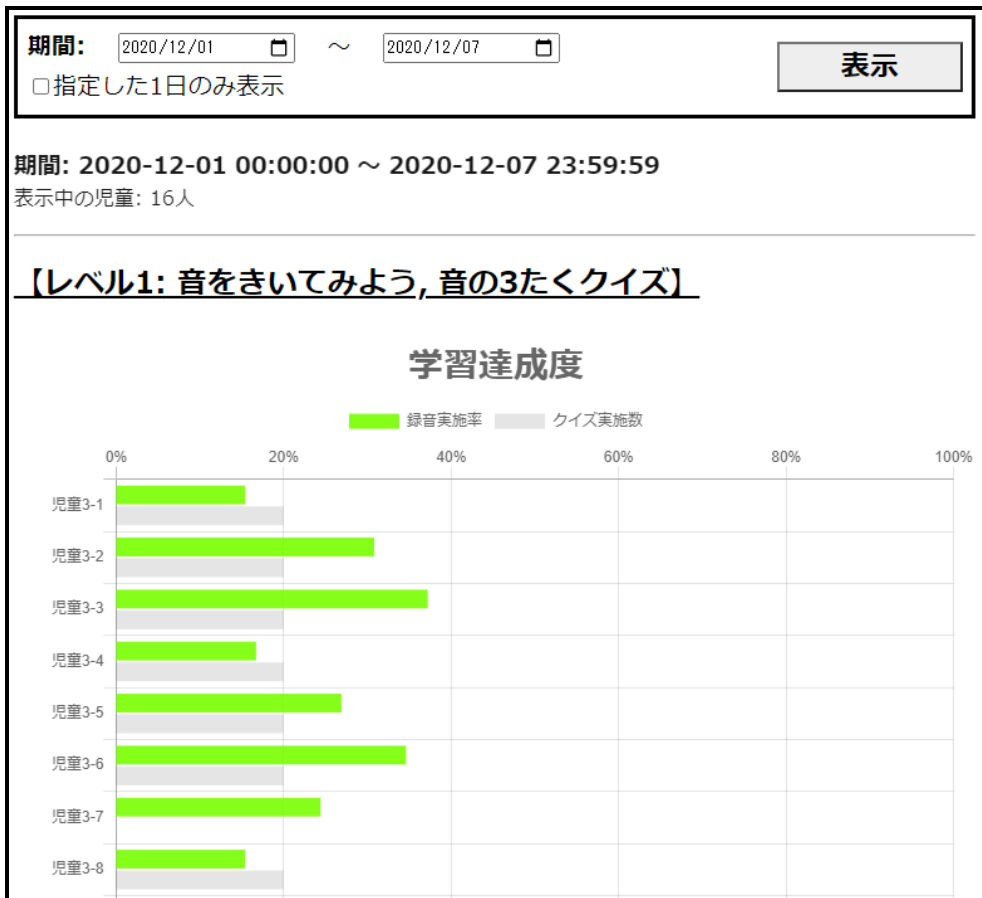 期間: 2020/12/01 ～ 2020/12/07
表示
指定した1日のみ表示
期間: 2020-12-01 00:00:00 ～ 2020-12-07 23:59:59
表示中の児童: 16人
【レベル1: 音をきいてみよう, 音の3たくクイズ】
学習達成度
録音実施率 クイズ実施数
0% 20% 40% 60% 80% 100%
児童3-1
児童3-2
児童3-3
児童3-4
児童3-5
児童3-6
児童3-7
児童3-8